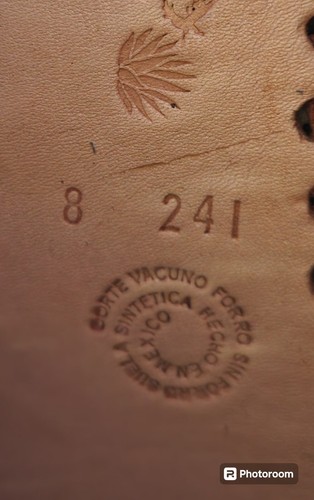 8 241
CORTE VACUNO FORRO SIN FORRO SUELA SINTETICA HECHO EN MEXICO
Photoroom